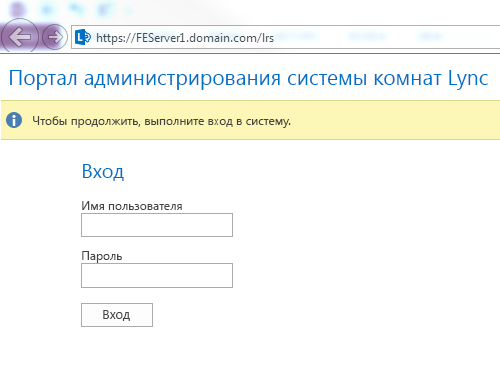 https://FEServer1.domain.com/lrs
Портал администрирования системы комнат Lync
Чтобы продолжить, выполните вход в систему.
Вход
Имя пользователя
Пароль
Вход